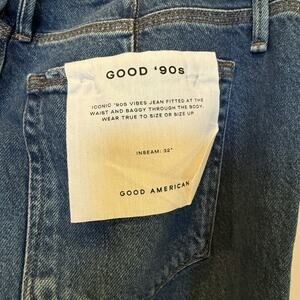 GOOD '90s
ICONIC '90S VIBES JEAN FITTED AT THE
WAIST AND BAGGY THROUGH THE BODY.
WEAR TRUE TO SIZE OR SIZE UP
INSEAM: 32"
GOOD AMERICAN